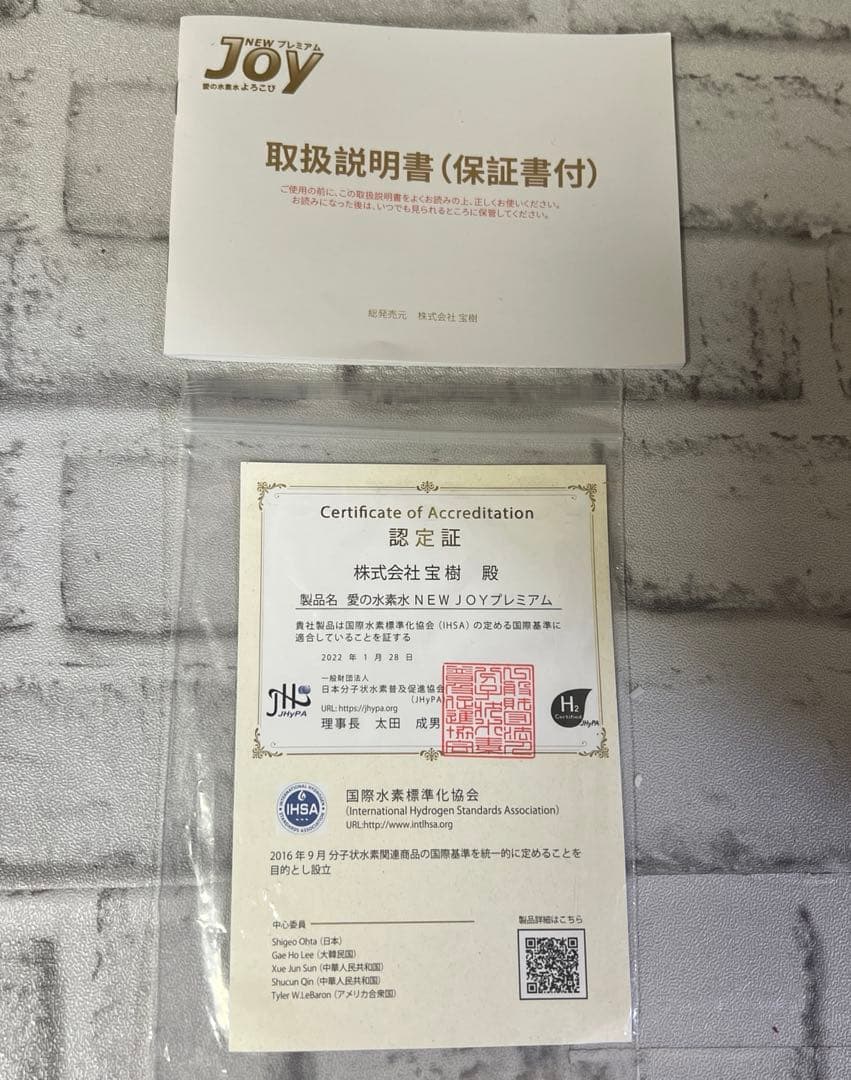 NEW プレミアム
Joy
愛の水素水 よろこび
取扱説明書(保証書付)
ご使用の前に、この取扱説明書をよくお読みの上、正しくお使いください。
お読みになった後は、いつでも見られるところに保管してください。
総発売元 株式会社 宝樹
Certificate of Accreditation
認定証
株式会社 宝樹 殿
製品名 愛の水素水 NEW JOYプレミアム
貴社製品は国際水素標準化協会(IHSA)の定める国際基準に
適合していることを証する
2022 年 1 月 28 日
一般財団法人
日本分子状水素普及促進協会
(JHyPA)
URL: https://jhypa.org
理事長 太田 成男
JHyPA
H2
Certified
JHyPA
IHSA
国際水素標準化協会
(International Hydrogen Standards Association)
URL:http://www.intlhsa.org
2016 年 9 月 分子状水素関連商品の国際基準を統一的に定めることを
目的とし設立
中心委員
Shigeo Ohta (日本)
Gae Ho Lee (大韓民国)
Xue Jun Sun (中華人民共和国)
Shucun Qin (中華人民共和国)
Tyler W.LeBaron (アメリカ合衆国)
製品詳細はこちら